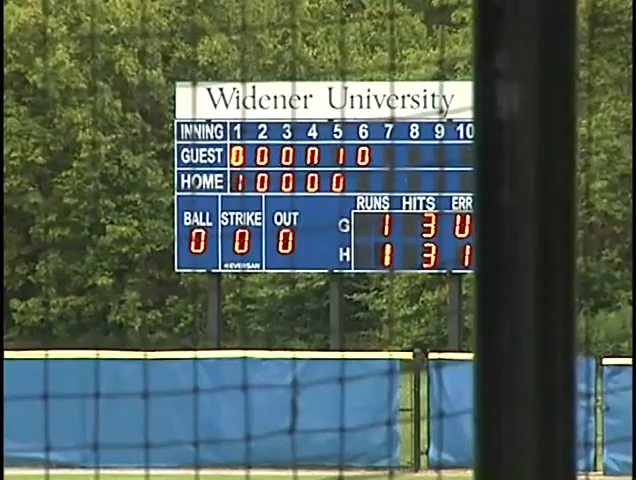 Widener University
INNING 1 2 3 4 5 6 7 8 9 10
GUEST 0 0 0 0 1 0
HOME 1 0 0 0 0
RUNS HITS ERR
BALL STRIKE OUT
G 1 3 0
H 1 3 1
0 0 0
EVERSAN